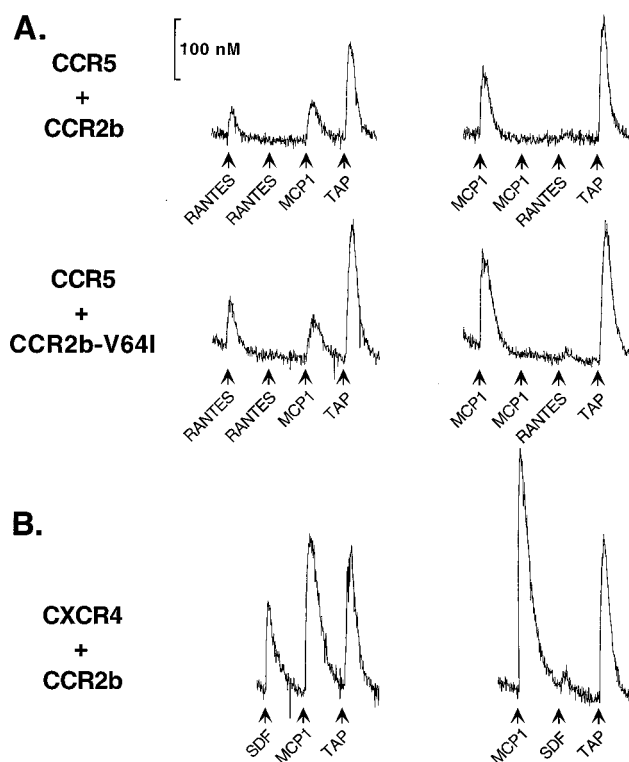 A.
100 nM
CCR5
+
CCR2b
RANTES
RANTES
MCP1
TAP
MCP1
MCP1
RANTES
TAP
CCR5
+
CCR2b-V64I
RANTES
RANTES
MCP1
TAP
MCP1
MCP1
RANTES
TAP
B.
CXCR4
+
CCR2b
SDF
MCP1
TAP
MCP1
SDF
TAP